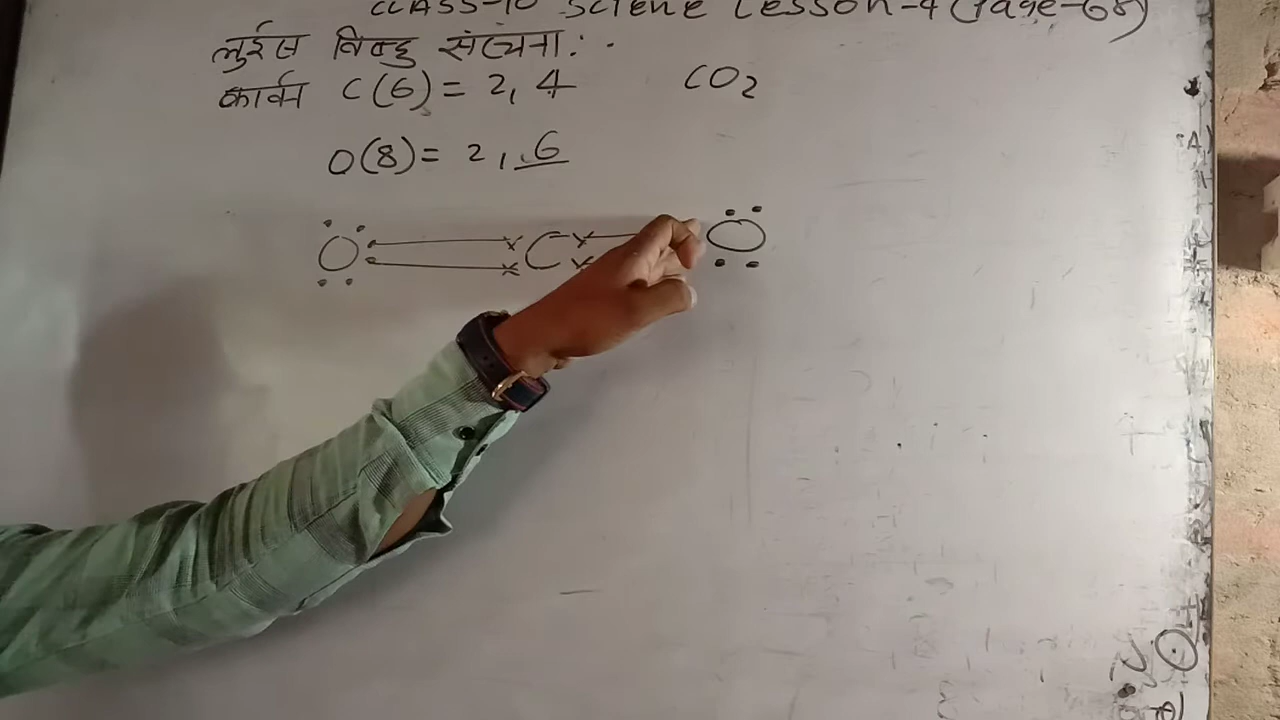 CLASS-10 Science Lesson-4 (Page-68)
लुईस बिन्दु संरचना:-
कार्बन C(6) = 2, 4 CO₂
O(8) = 2, 6
O C O